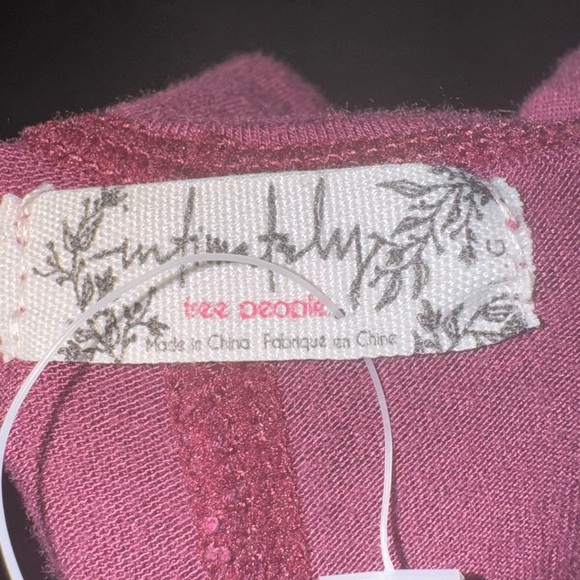 intimately
free people
Made in China Fabriqué en Chine